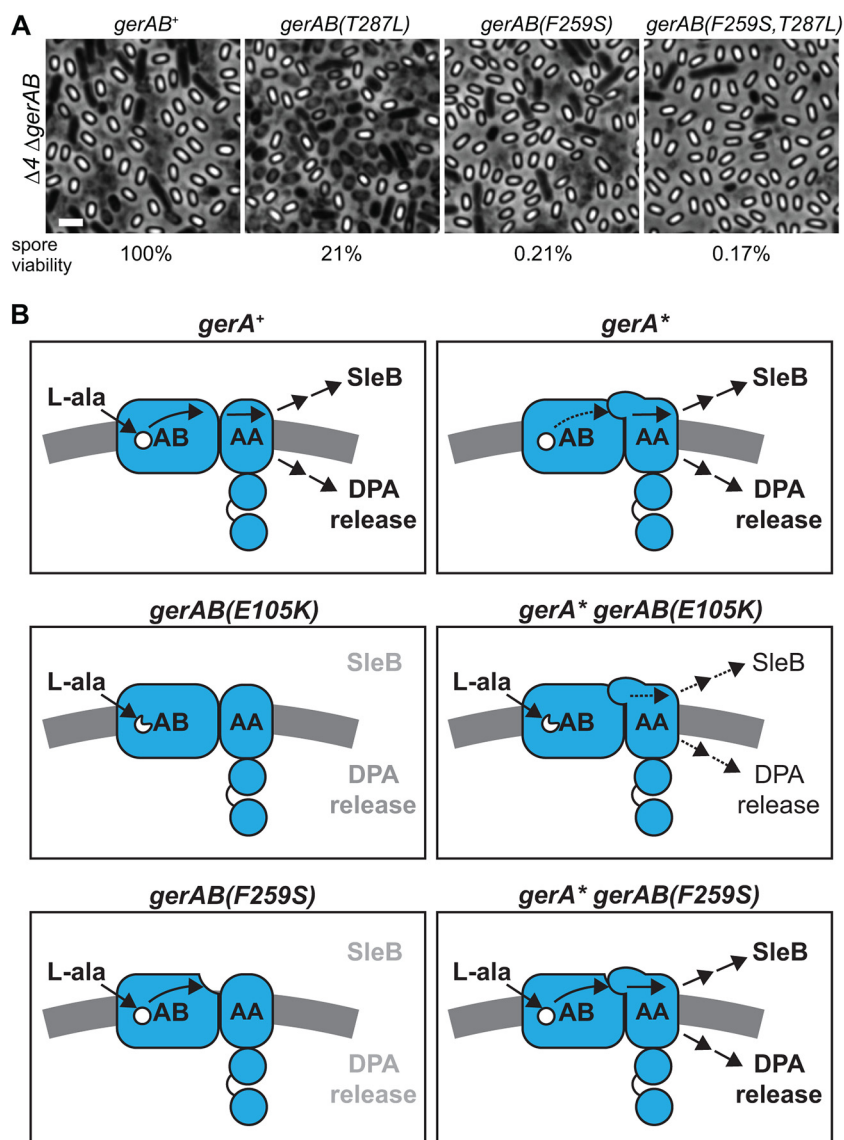 A
gerAB+ gerAB(T287L) gerAB(F259S) gerAB(F259S,T287L)
Δ4 ΔgerAB
spore
viability
100% 21% 0.21% 0.17%
B
gerA+ gerA*
L-ala
AB AA
SleB
DPA
release
AB AA
SleB
DPA
release
gerAB(E105K) gerA* gerAB(E105K)
L-ala
AB AA
SleB
DPA
release
L-ala
AB AA
SleB
DPA
release
gerAB(F259S) gerA* gerAB(F259S)
L-ala
AB AA
SleB
DPA
release
L-ala
AB AA
SleB
DPA
release